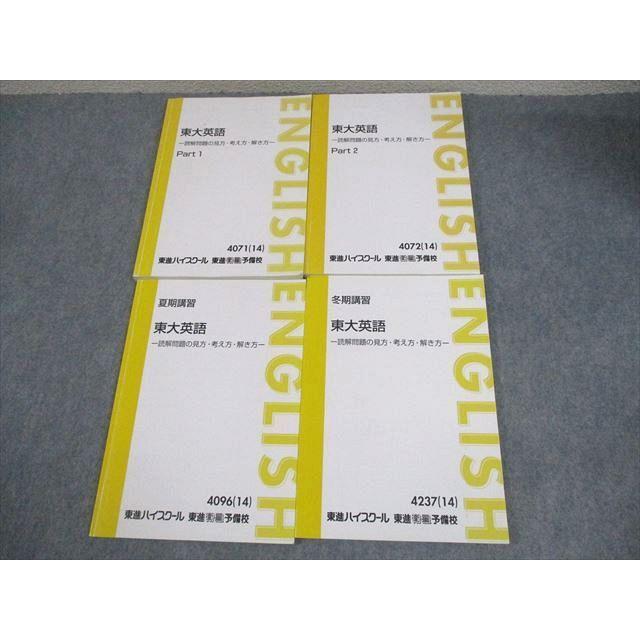 東大英語
ー読解問題の見方・考え方・解き方ー
Part 1
4071(14)
東進ハイスクール 東進衛星予備校
ENGLISH
東大英語
ー読解問題の見方・考え方・解き方ー
Part 2
4072(14)
東進ハイスクール 東進衛星予備校
ENGLISH
夏期講習
東大英語
ー読解問題の見方・考え方・解き方ー
4096(14)
東進ハイスクール 東進衛星予備校
ENGLISH
冬期講習
東大英語
ー読解問題の見方・考え方・解き方ー
4237(14)
東進ハイスクール 東進衛星予備校
ENGLISH